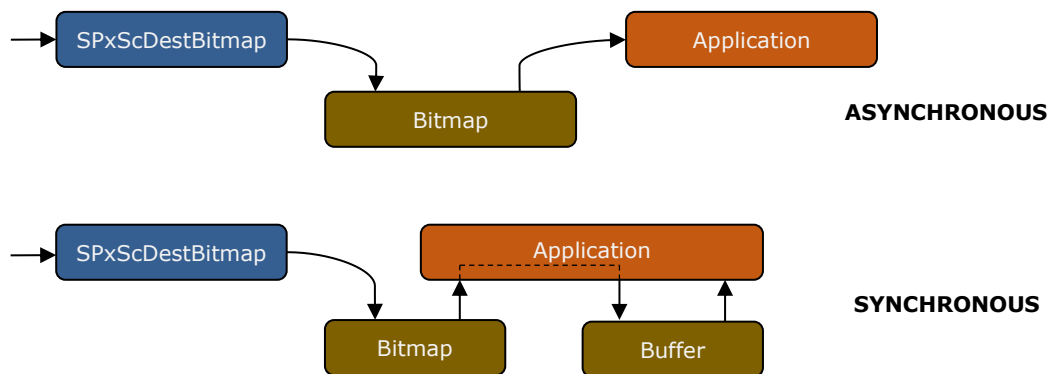 SPxScDestBitmap
Application
Bitmap
ASYNCHRONOUS
SPxScDestBitmap
Application
SYNCHRONOUS
Bitmap
Buffer